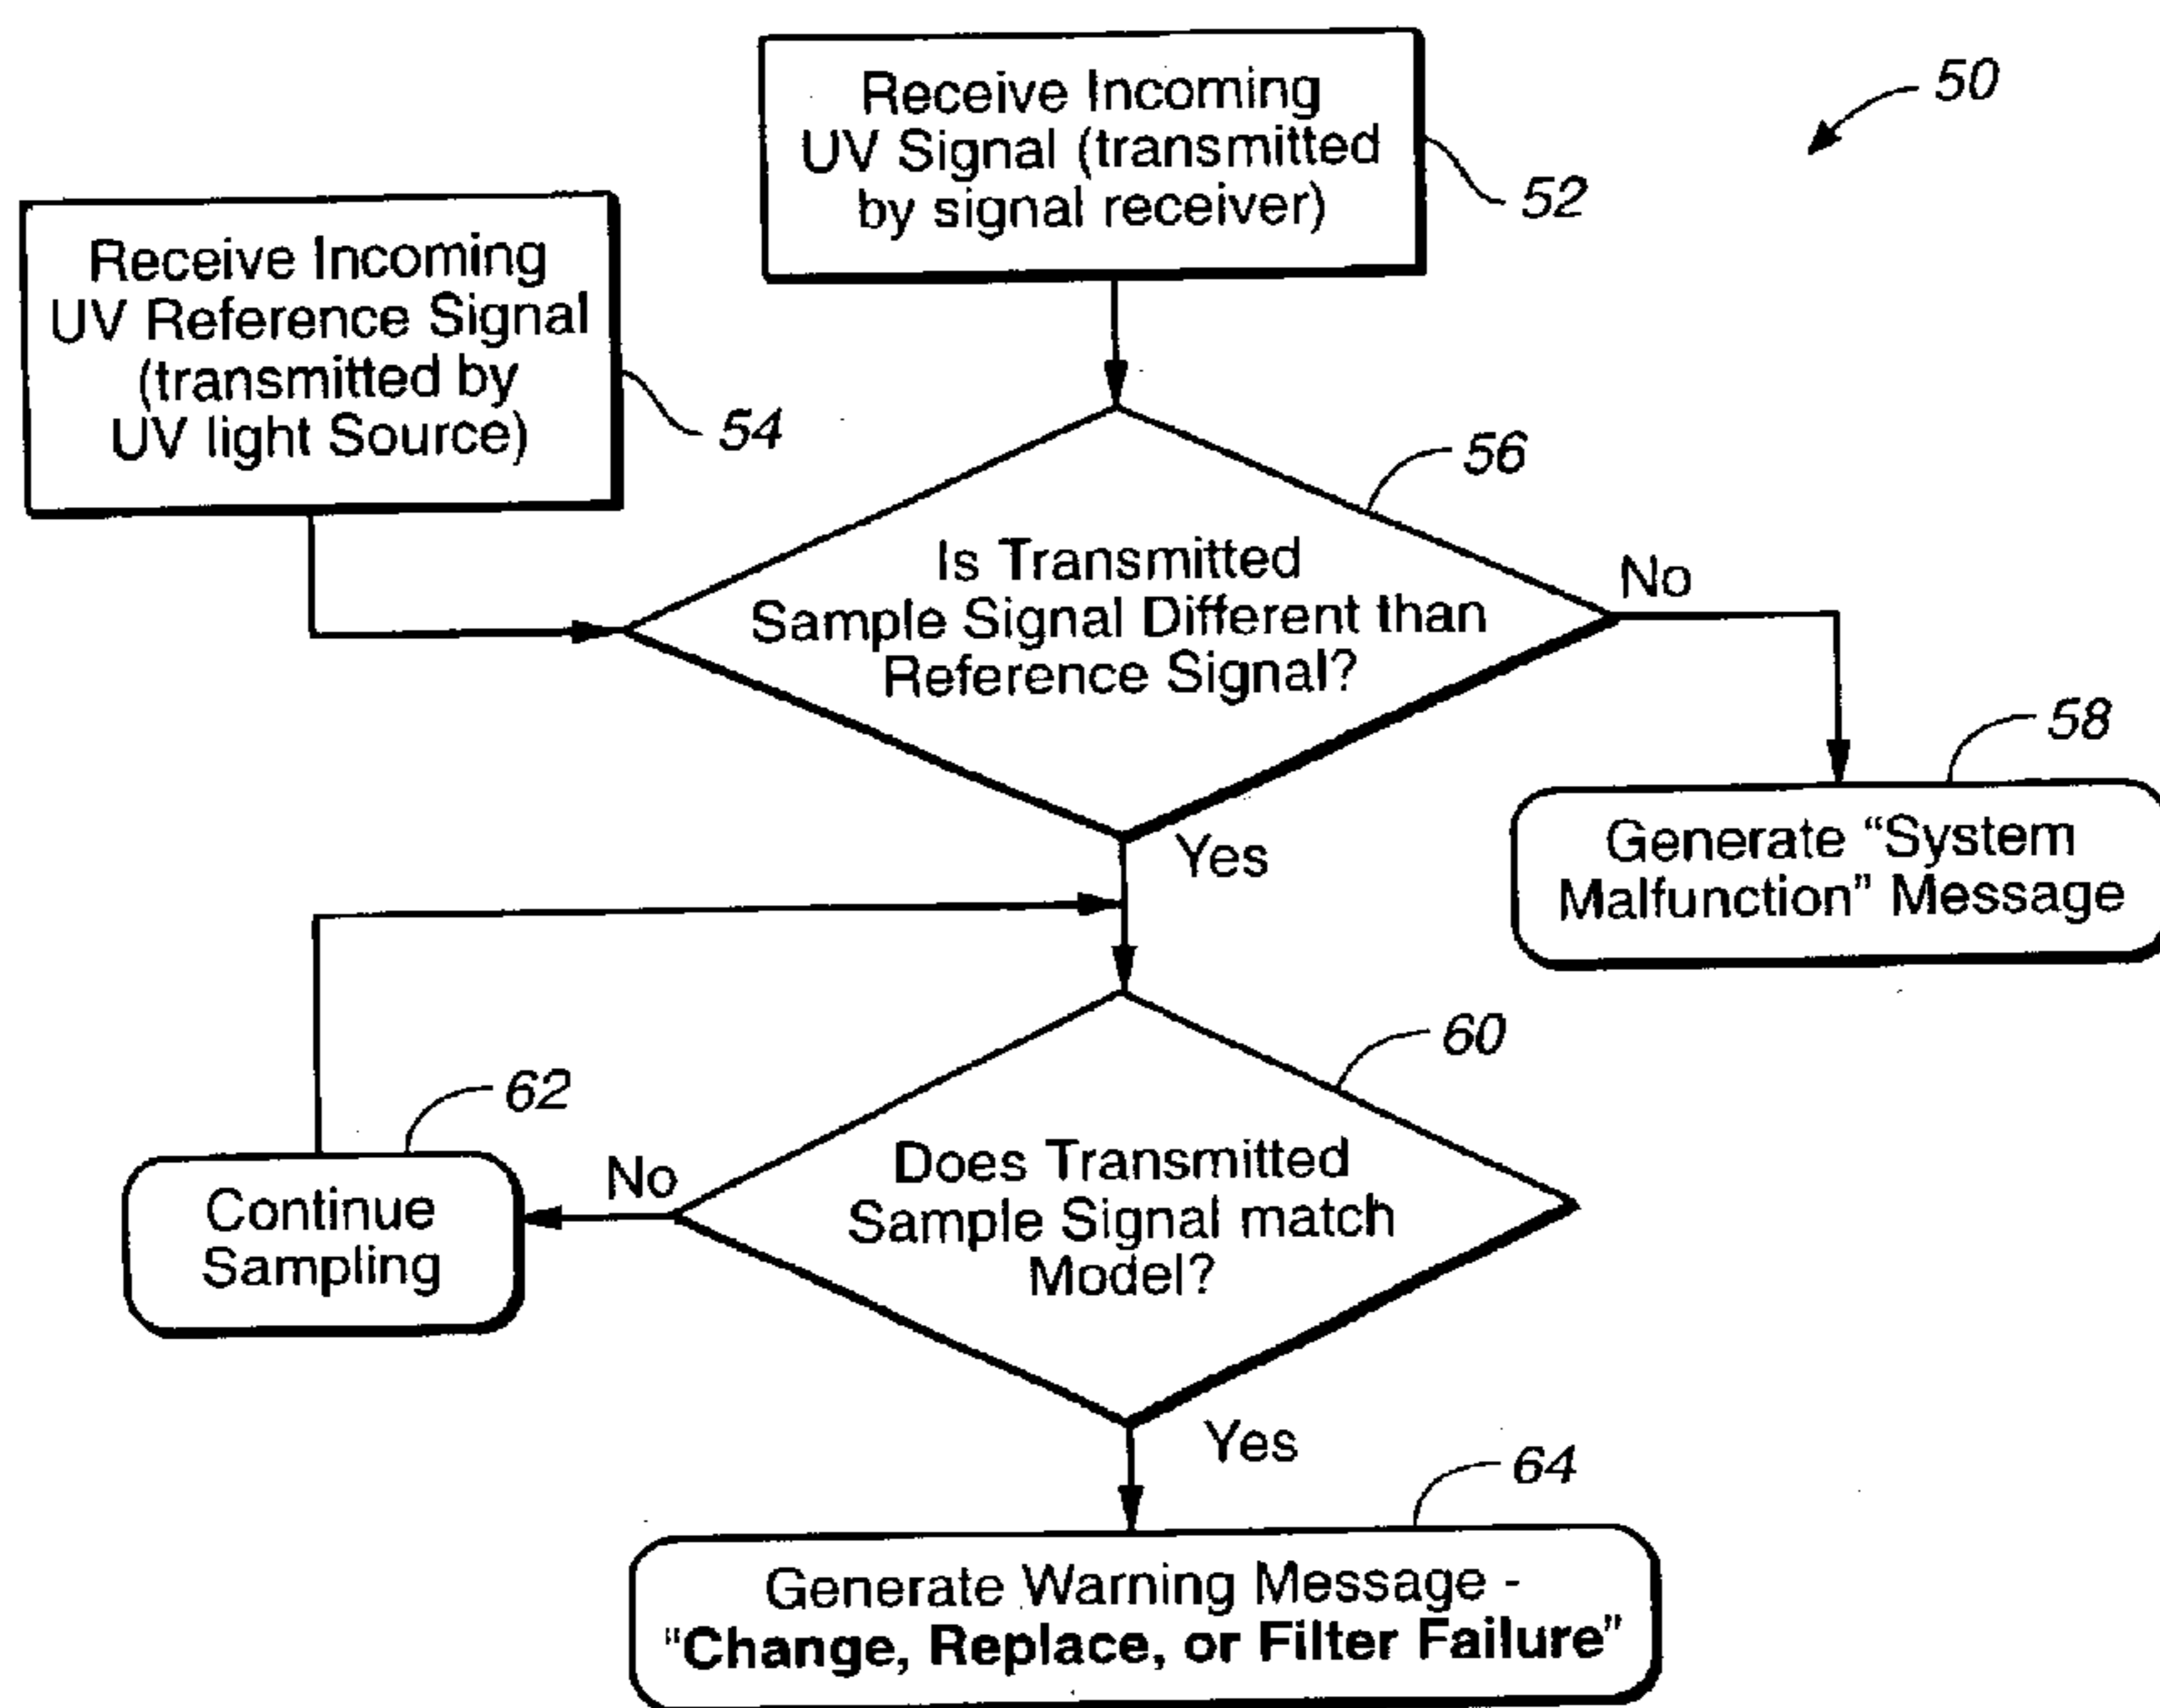 Receive Incoming
UV Signal (transmitted
by signal receiver)
50
52
Receive Incoming
UV Reference Signal
(transmitted by
UV light Source)
54
56
Is Transmitted
Sample Signal Different than
Reference Signal?
No
58
Generate “System
Malfunction” Message
Yes
60
62
Continue
Sampling
No
Does Transmitted
Sample Signal match
Model?
Yes
64
Generate Warning Message -
“Change, Replace, or Filter Failure”